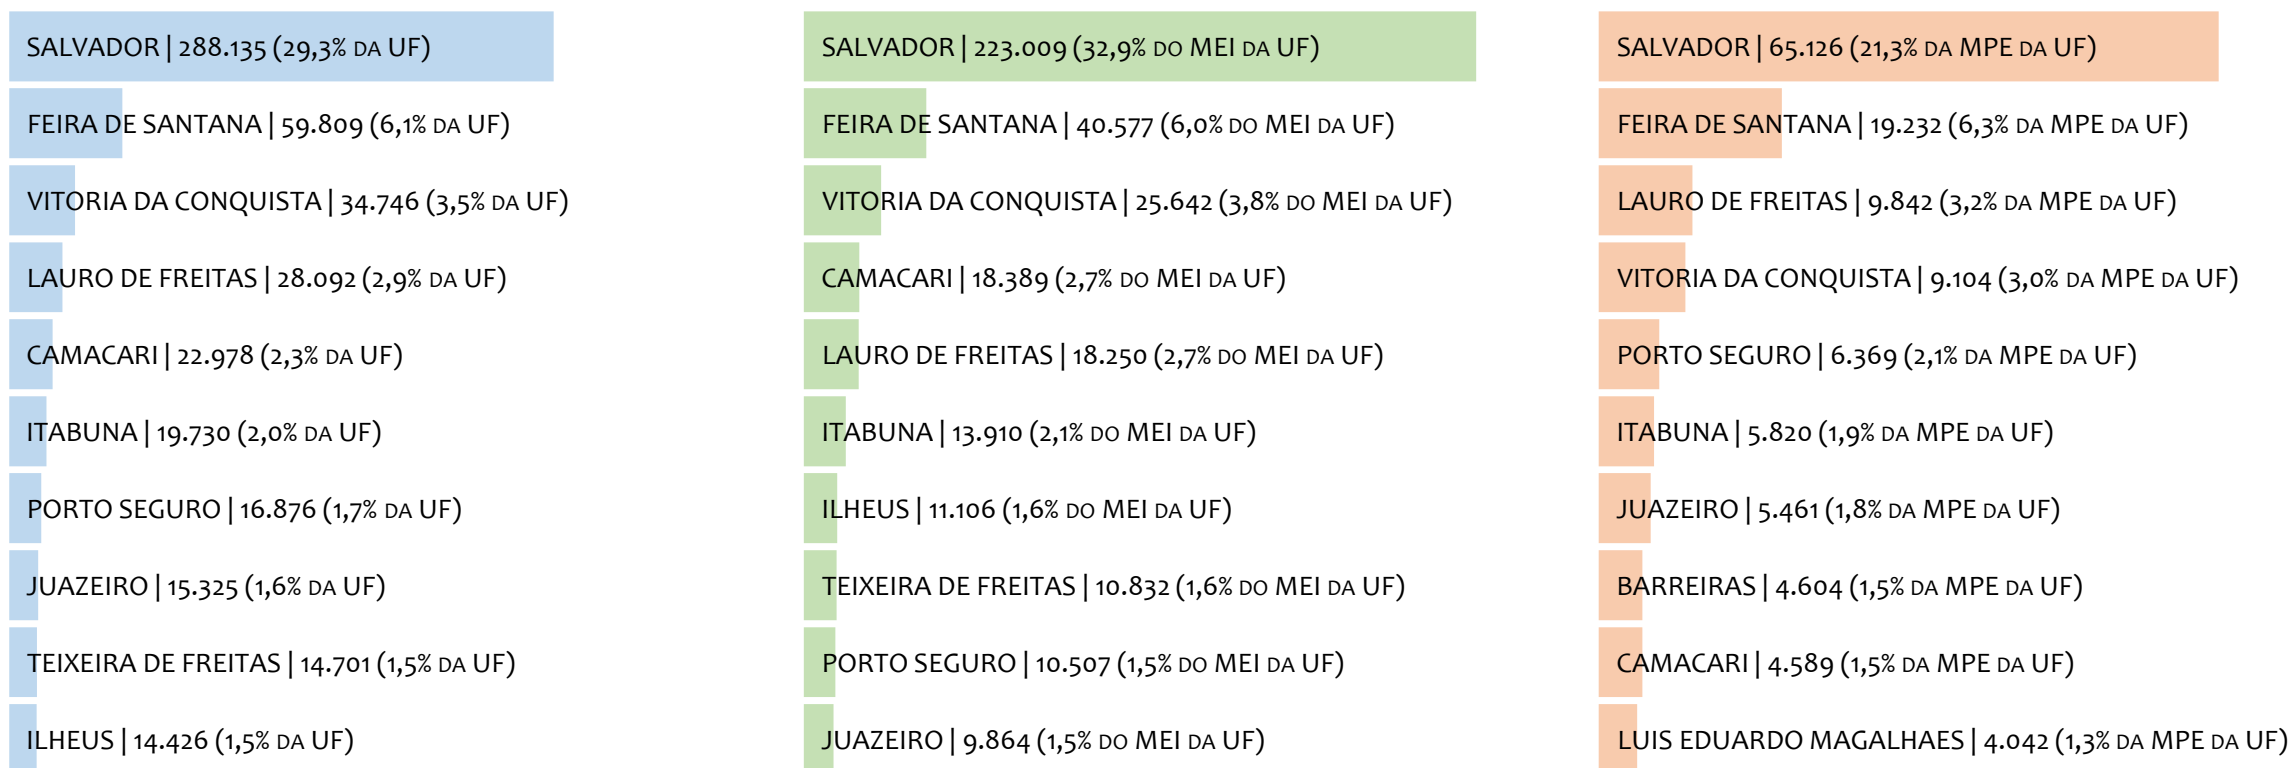 SALVADOR | 288.135 (29,3% DA UF)
FEIRA DE SANTANA | 59.809 (6,1% DA UF)
VITORIA DA CONQUISTA | 34.746 (3,5% DA UF)
LAURO DE FREITAS | 28.092 (2,9% DA UF)
CAMACARI | 22.978 (2,3% DA UF)
ITABUNA | 19.730 (2,0% DA UF)
PORTO SEGURO | 16.876 (1,7% DA UF)
JUAZEIRO | 15.325 (1,6% DA UF)
TEIXEIRA DE FREITAS | 14.701 (1,5% DA UF)
ILHEUS | 14.426 (1,5% DA UF)
SALVADOR | 223.009 (32,9% DO MEI DA UF)
FEIRA DE SANTANA | 40.577 (6,0% DO MEI DA UF)
VITORIA DA CONQUISTA | 25.642 (3,8% DO MEI DA UF)
CAMACARI | 18.389 (2,7% DO MEI DA UF)
LAURO DE FREITAS | 18.250 (2,7% DO MEI DA UF)
ITABUNA | 13.910 (2,1% DO MEI DA UF)
ILHEUS | 11.106 (1,6% DO MEI DA UF)
TEIXEIRA DE FREITAS | 10.832 (1,6% DO MEI DA UF)
PORTO SEGURO | 10.507 (1,5% DO MEI DA UF)
JUAZEIRO | 9.864 (1,5% DO MEI DA UF)
SALVADOR | 65.126 (21,3% DA MPE DA UF)
FEIRA DE SANTANA | 19.232 (6,3% DA MPE DA UF)
LAURO DE FREITAS | 9.842 (3,2% DA MPE DA UF)
VITORIA DA CONQUISTA | 9.104 (3,0% DA MPE DA UF)
PORTO SEGURO | 6.369 (2,1% DA MPE DA UF)
ITABUNA | 5.820 (1,9% DA MPE DA UF)
JUAZEIRO | 5.461 (1,8% DA MPE DA UF)
BARREIRAS | 4.604 (1,5% DA MPE DA UF)
CAMACARI | 4.589 (1,5% DA MPE DA UF)
LUIS EDUARDO MAGALHAES | 4.042 (1,3% DA MPE DA UF)